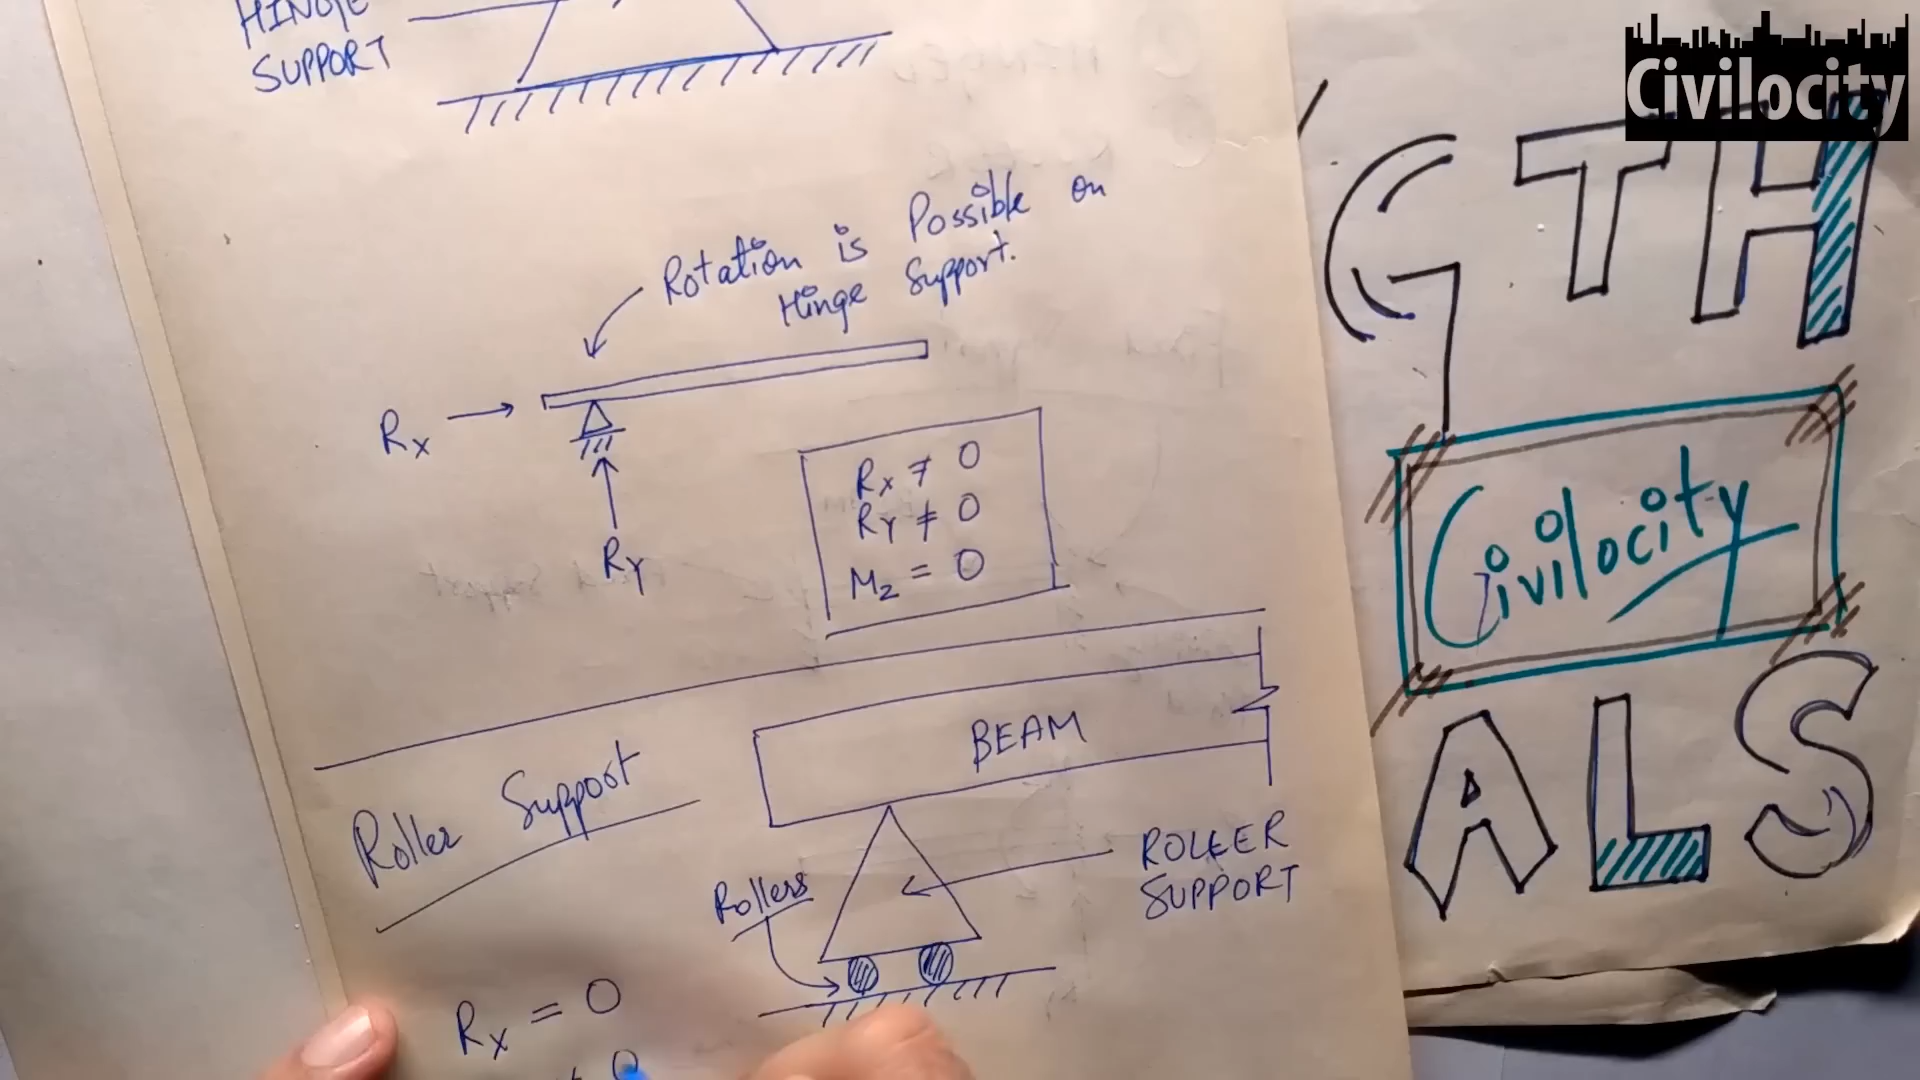 HINGE
SUPPORT
Civilocity
GTH
Rotation is Possible on
Hinge Support.
Rx
Ry
Rx ≠ 0
Ry ≠ 0
Mz = 0
Civilocity
Roller Support
BEAM
ROLLER
SUPPORT
Rollers
ALS
Rx = 0
≠ 0